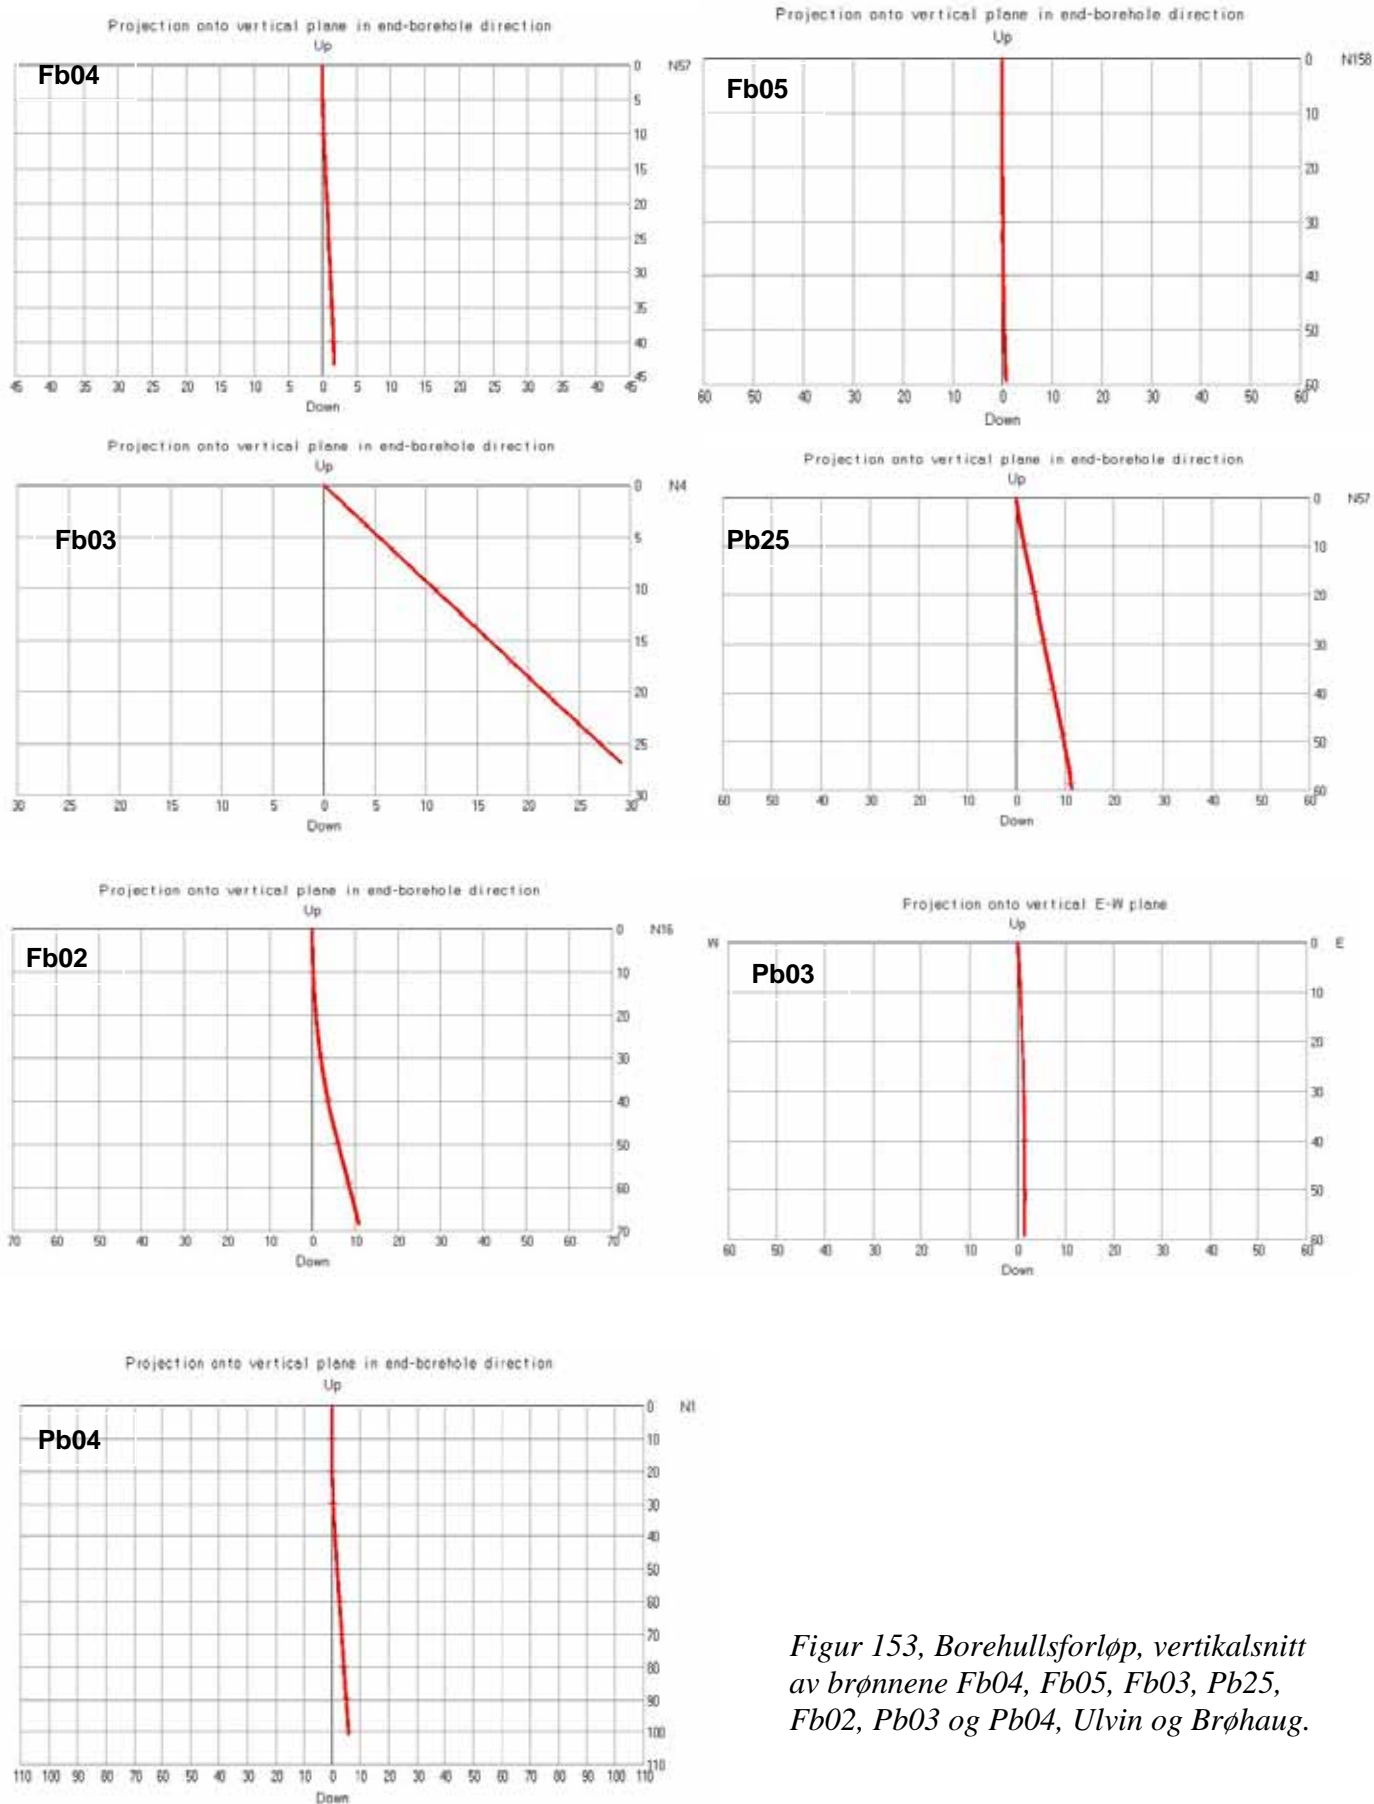 Projection onto vertical plane in end-borehole direction
Up
Fb04
0 N57
5
10
15
20
25
30
35
40
45
45 40 35 30 25 20 15 10 5 0 5 10 15 20 25 30 35 40 45
Down
Projection onto vertical plane in end-borehole direction
Up
Fb05
0 N158
10
20
30
40
50
60
60 50 40 30 20 10 0 10 20 30 40 50 60
Down
Projection onto vertical plane in end-borehole direction
Up
Fb03
0 N4
5
10
15
20
25
30
30 25 20 15 10 5 0 5 10 15 20 25 30
Down
Projection onto vertical plane in end-borehole direction
Up
Pb25
0 N57
10
20
30
40
50
60
60 50 40 30 20 10 0 10 20 30 40 50 60
Down
Projection onto vertical plane in end-borehole direction
Up
Fb02
0 N16
10
20
30
40
50
60
70
70 60 50 40 30 20 10 0 10 20 30 40 50 60 70
Down
Projection onto vertical E-W plane
Up
W 0 E
Pb03
10
20
30
40
50
60
60 50 40 30 20 10 0 10 20 30 40 50 60
Down
Projection onto vertical plane in end-borehole direction
Up
Pb04
0 N1
10
20
30
40
50
60
70
80
90
100
110
110 100 90 80 70 60 50 40 30 20 10 0 10 20 30 40 50 60 70 80 90 100 110
Down
Figur 153, Borehullsforløp, vertikalsnitt
av brønnene Fb04, Fb05, Fb03, Pb25,
Fb02, Pb03 og Pb04, Ulvin og Brøhaug.